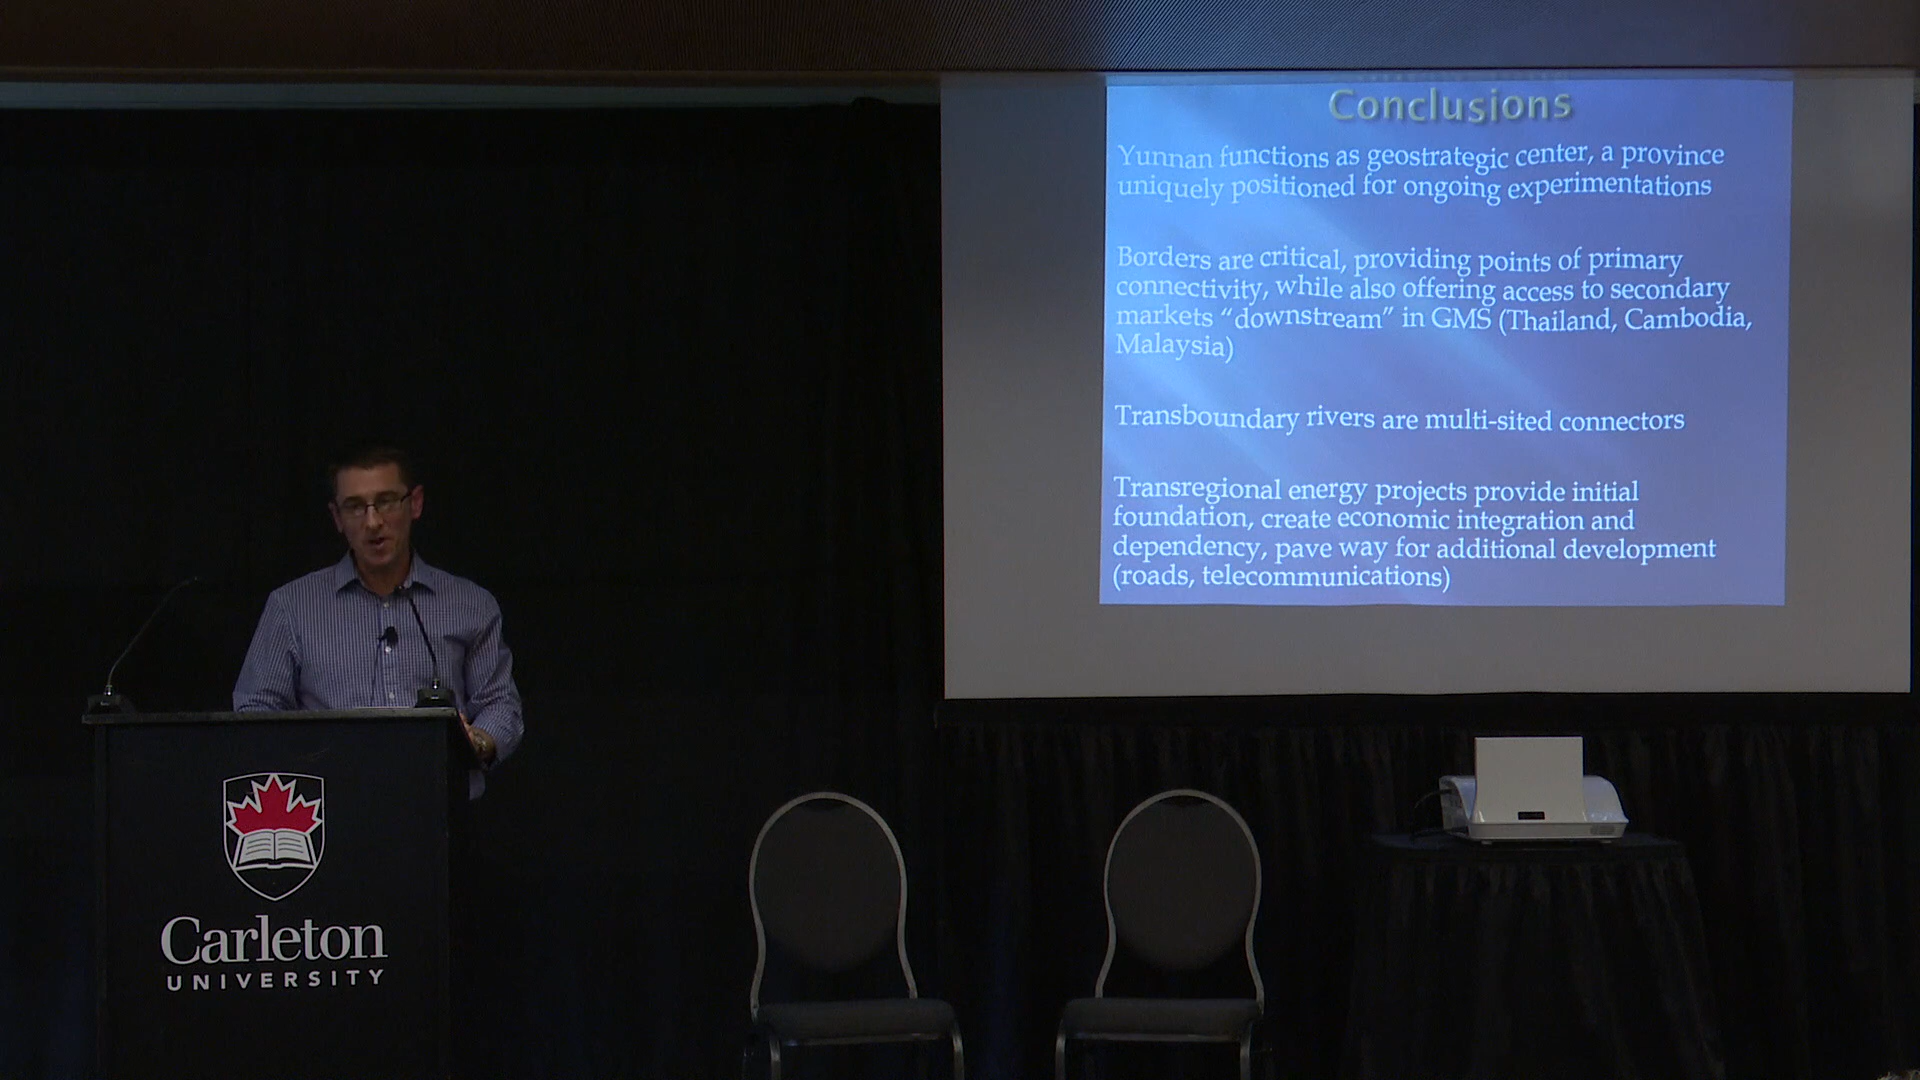 Conclusions
Yunnan functions as geostrategic center, a province
uniquely positioned for ongoing experimentations
Borders are critical, providing points of primary
connectivity, while also offering access to secondary
markets “downstream” in GMS (Thailand, Cambodia,
Malaysia)
Transboundary rivers are multi-sited connectors
Transregional energy projects provide initial
foundation, create economic integration and
dependency, pave way for additional development
(roads, telecommunications)
Carleton
UNIVERSITY